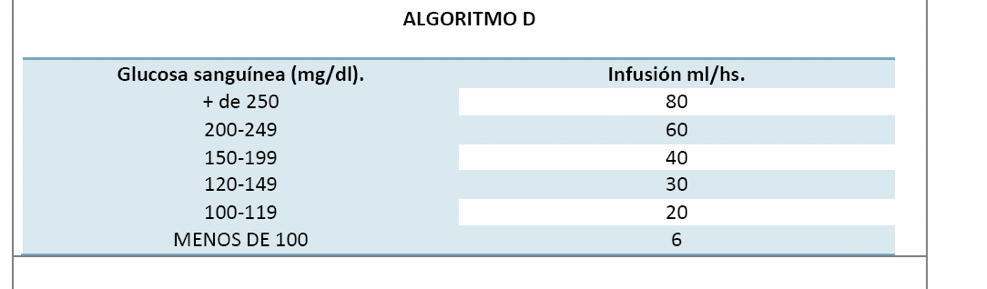 ALGORITMO D
Glucosa sanguínea (mg/dl). Infusión ml/hs.
+ de 250 80
200-249 60
150-199 40
120-149 30
100-119 20
MENOS DE 100 6